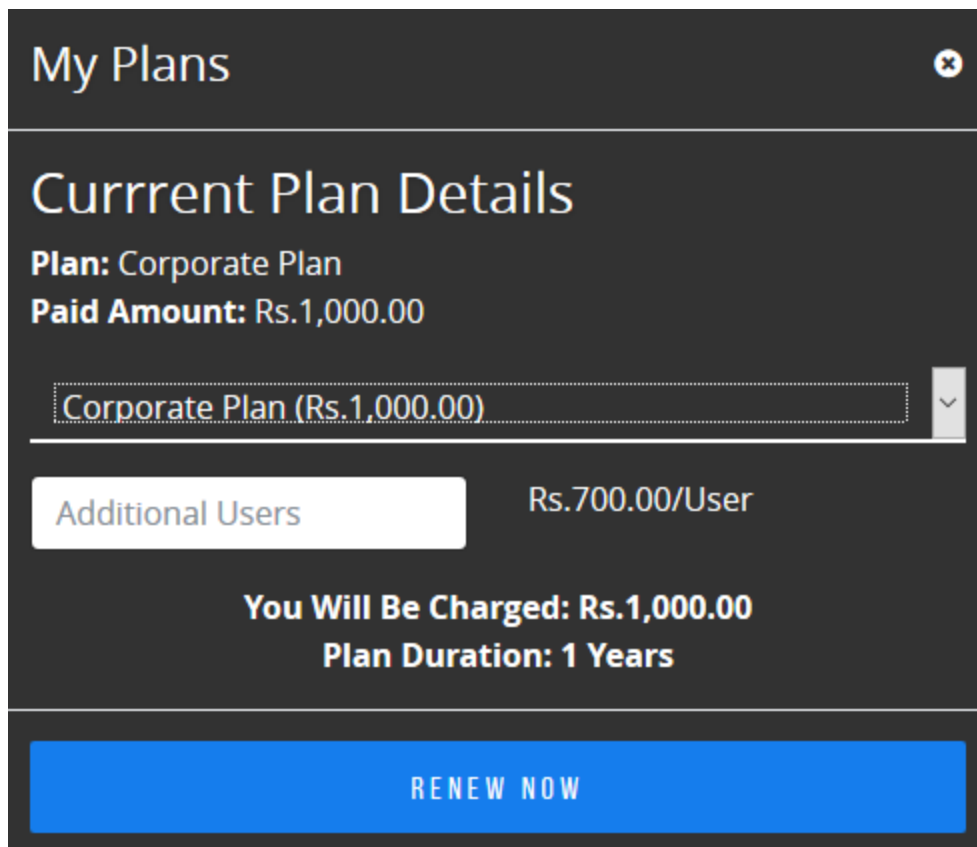 My Plans
Currrent Plan Details
Plan: Corporate Plan
Paid Amount: Rs.1,000.00
Corporate Plan (Rs.1,000.00)
Additional Users
Rs.700.00/User
You Will Be Charged: Rs.1,000.00
Plan Duration: 1 Years
RENEW NOW